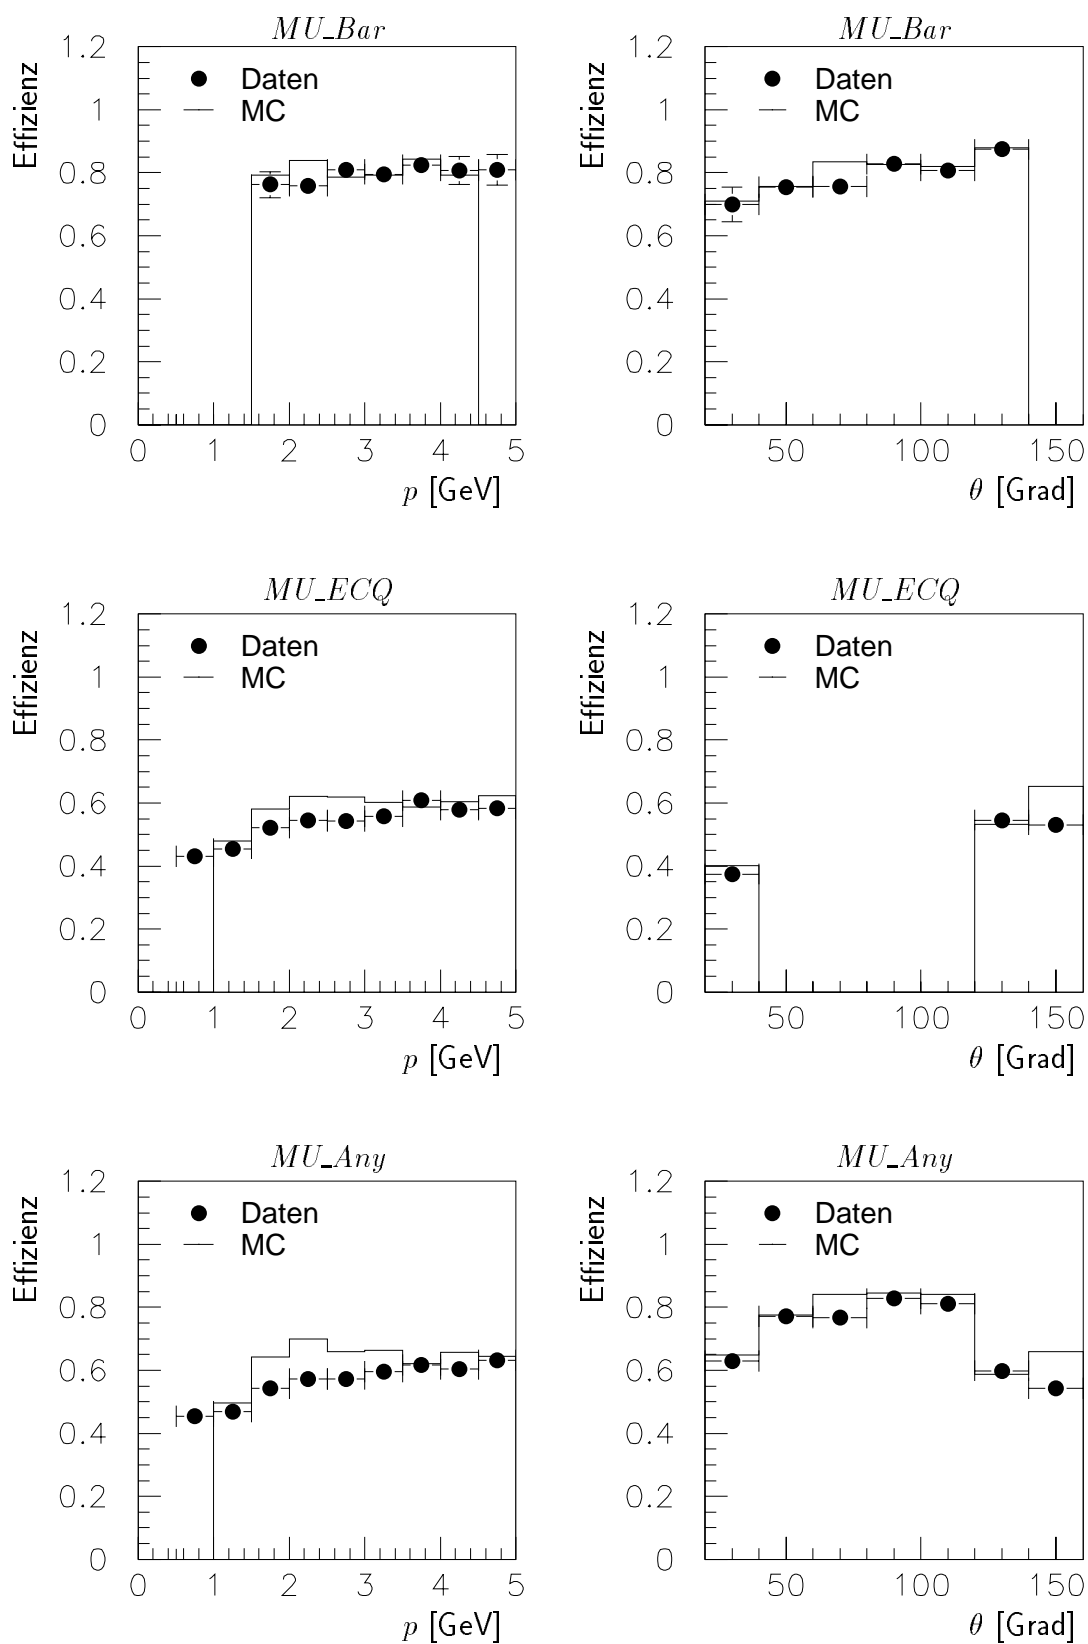 MU_Bar
Effizienz
1.2
1
0.8
0.6
0.4
0.2
0
Daten
MC
0 1 2 3 4 5
p [GeV]
MU_Bar
Effizienz
1.2
1
0.8
0.6
0.4
0.2
0
Daten
MC
50 100 150
θ [Grad]
MU_ECQ
Effizienz
1.2
1
0.8
0.6
0.4
0.2
0
Daten
MC
0 1 2 3 4 5
p [GeV]
MU_ECQ
Effizienz
1.2
1
0.8
0.6
0.4
0.2
0
Daten
MC
50 100 150
θ [Grad]
MU_Any
Effizienz
1.2
1
0.8
0.6
0.4
0.2
0
Daten
MC
0 1 2 3 4 5
p [GeV]
MU_Any
Effizienz
1.2
1
0.8
0.6
0.4
0.2
0
Daten
MC
50 100 150
θ [Grad]